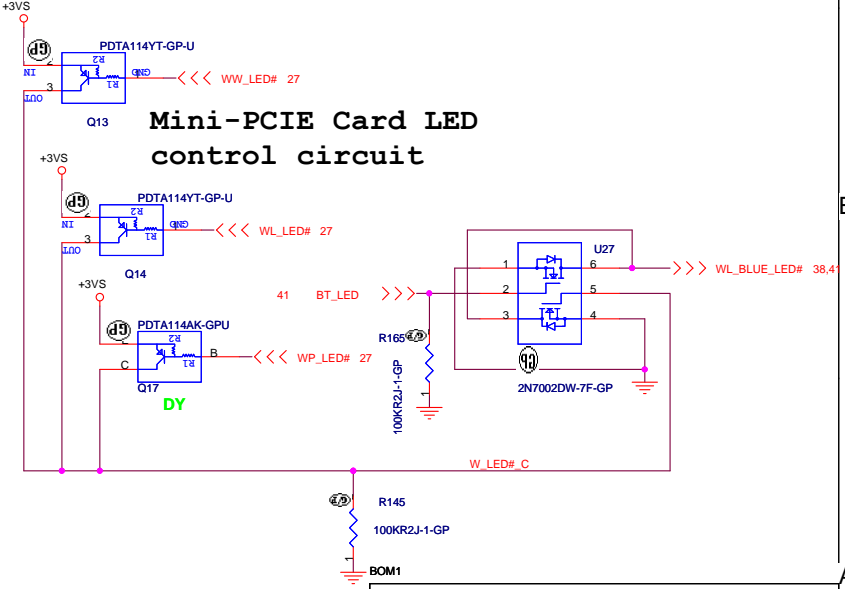 +3VS
PDTA114YT-GP-U
GP
2
R2
IN
GND
R1
WW_LED# 27
3
OUT
Q13
Mini-PCIE Card LED
control circuit
+3VS
PDTA114YT-GP-U
GP
2
R2
IN
GND
R1
WL_LED# 27
3
OUT
Q14
+3VS
PDTA114AK-GPU
GP
R2
B
R1
WP_LED# 27
C
Q17
DY
U27
1
6
WL_BLUE_LED# 38,41
41 BT_LED
2
5
3
4
R165
GP
100KR2J-1-GP
1
2N7002DW-7F-GP
W_LED#_C
R145
100KR2J-1-GP
1
BOM1